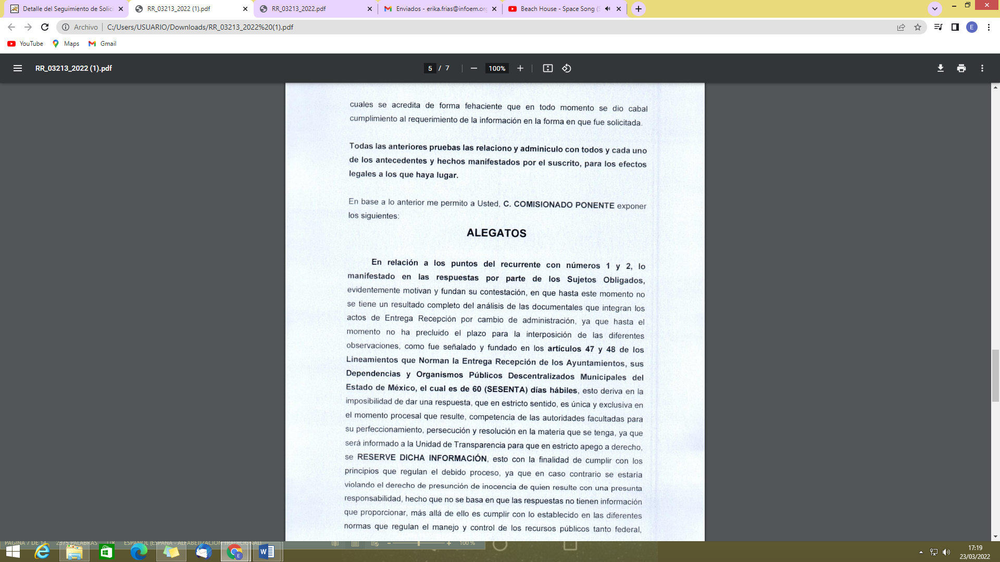 Detalle del Seguimiento de Solici
RR_03213_2022 (1).pdf
RR_03213_2022.pdf
Enviados - erika.frias@infoem.org
Beach House - Space Song (S
Archivo
C:/Users/USUARIO/Downloads/RR_03213_2022%20(1).pdf
E
YouTube
Maps
Gmail
RR_03213_2022 (1).pdf
5 / 7
100%
cuales se acredita de forma fehaciente que en todo momento se dio cabal
cumplimiento al requerimiento de la información en la forma en que fue solicitada.
Todas las anteriores pruebas las relaciono y adminiculo con todos y cada uno
de los antecedentes y hechos manifestados por el suscrito, para los efectos
legales a los que haya lugar.
En base a lo anterior me permito a Usted, C. COMISIONADO PONENTE exponer
los siguientes:
ALEGATOS
En relación a los puntos del recurrente con números 1 y 2, lo
manifestado en las respuestas por parte de los Sujetos Obligados,
evidentemente motivan y fundan su contestación, en que hasta este momento no
se tiene un resultado completo del análisis de las documentales que integran los
actos de Entrega Recepción por cambio de administración, ya que hasta el
momento no ha precluido el plazo para la interposición de las diferentes
observaciones, como fue señalado y fundado en los artículos 47 y 48 de los
Lineamientos que Norman la Entrega Recepción de los Ayuntamientos, sus
Dependencias y Organismos Públicos Descentralizados Municipales del
Estado de México, el cual es de 60 (SESENTA) días hábiles, esto deriva en la
imposibilidad de dar una respuesta, que en estricto sentido, es única y exclusiva en
el momento procesal que resulte, competencia de las autoridades facultadas para
su perfeccionamiento, persecución y resolución en la materia que se tenga, ya que
será informado a la Unidad de Transparencia para que en estricto apego a derecho,
se RESERVE DICHA INFORMACIÓN, esto con la finalidad de cumplir con los
principios que regulan el debido proceso, ya que en caso contrario se estaría
violando el derecho de presunción de inocencia de quien resulte con una presunta
responsabilidad, hecho que no se basa en que las respuestas no tienen información
que proporcionar, más allá de ello es cumplir con lo establecido en las diferentes
normas que regulan el manejo y control de los recursos públicos tanto federal,
PÁGINA 7 DE 14
2375 PALABRAS
ESPAÑOL (ESPAÑA - ALFABETIZACIÓN TRADICIONAL)
100 %
E
17:19
23/03/2022